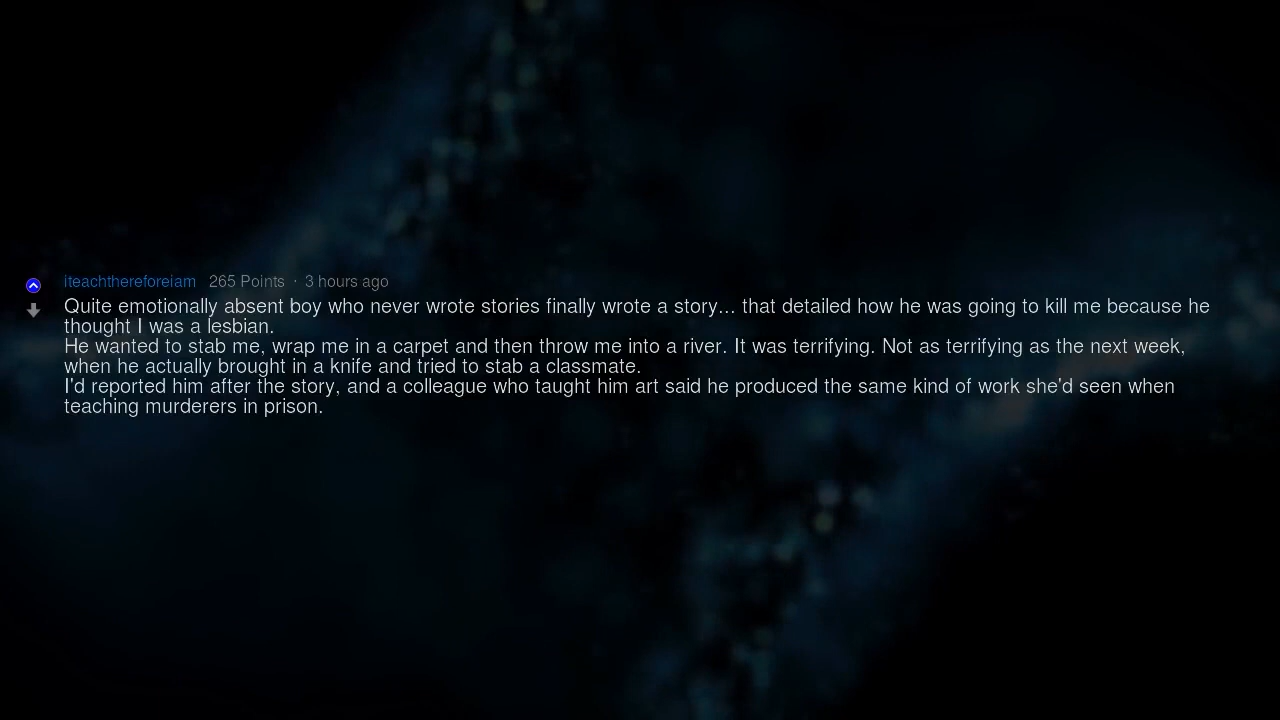 iteachthereforeiam 265 Points · 3 hours ago
Quite emotionally absent boy who never wrote stories finally wrote a story... that detailed how he was going to kill me because he
thought I was a lesbian.
He wanted to stab me, wrap me in a carpet and then throw me into a river. It was terrifying. Not as terrifying as the next week,
when he actually brought in a knife and tried to stab a classmate.
I'd reported him after the story, and a colleague who taught him art said he produced the same kind of work she'd seen when
teaching murderers in prison.